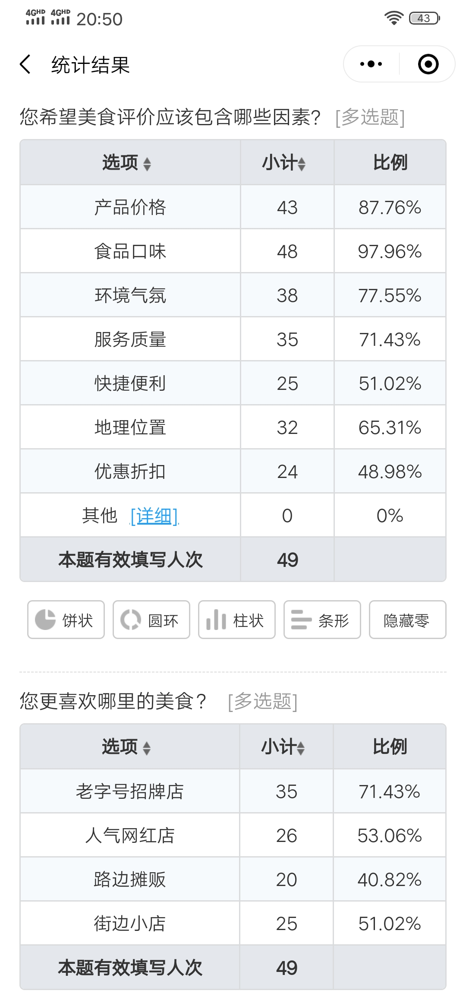 4GHD 4GHD 20:50 43
统计结果
您希望美食评价应该包含哪些因素? [多选题]
选项 小计 比例
产品价格 43 87.76%
食品口味 48 97.96%
环境气氛 38 77.55%
服务质量 35 71.43%
快捷便利 25 51.02%
地理位置 32 65.31%
优惠折扣 24 48.98%
其他 [详细] 0 0%
本题有效填写人次 49
饼状 圆环 柱状 条形 隐藏零
您更喜欢哪里的美食? [多选题]
选项 小计 比例
老字号招牌店 35 71.43%
人气网红店 26 53.06%
路边摊贩 20 40.82%
街边小店 25 51.02%
本题有效填写人次 49